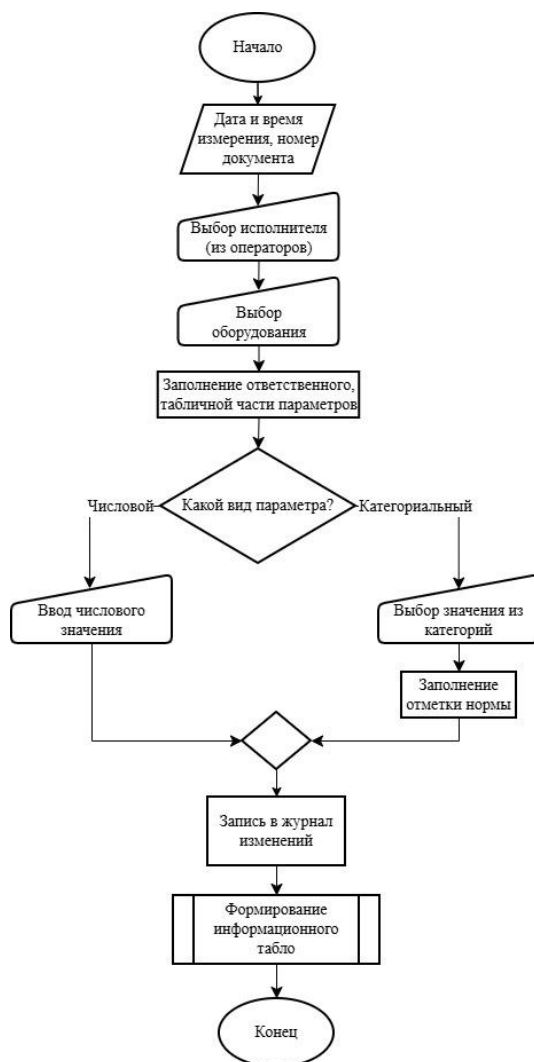 Начало
Дата и время
измерения, номер
документа
Выбор исполнителя
(из операторов)
Выбор
оборудования
Заполнение ответственного,
табличной части параметров
Числовой
Какой вид параметра?
Категориальный
Ввод числового
значения
Выбор значения из
категорий
Заполнение
отметки нормы
Запись в журнал
изменений
Формирование
информационного
табло
Конец